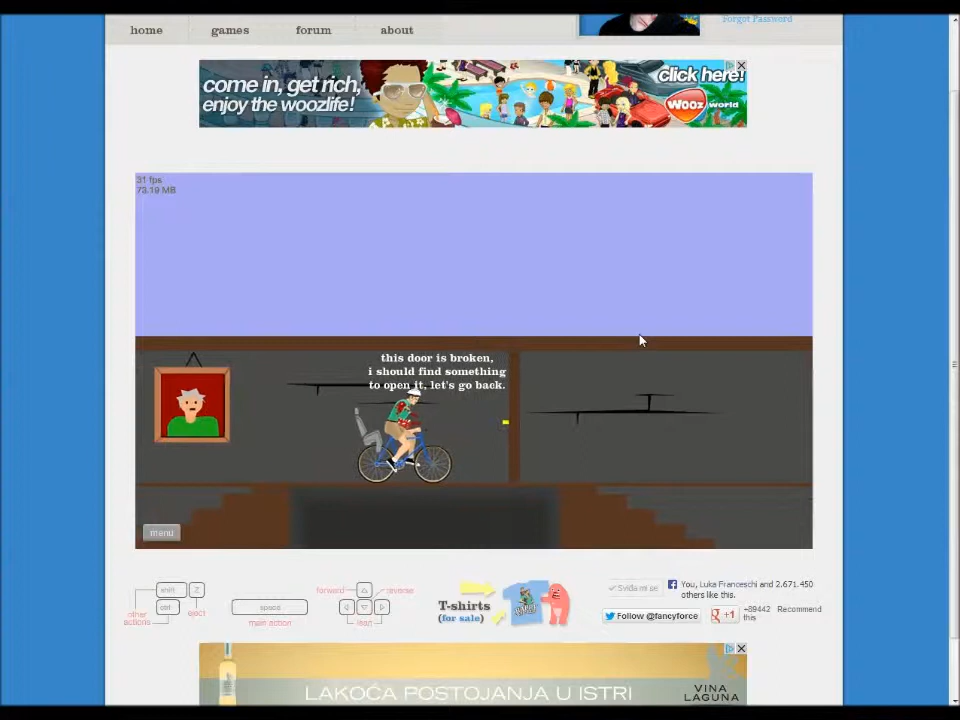 Forgot Password
home
games
forum
about
come in, get rich,
enjoy the woozlife!
click here!
Woozworld
31 fps
73.19 MB
this door is broken,
i should find something
to open it, let's go back.
menu
shift
Z
ctrl
other
actions
eject
space
main action
forward
reverse
lean
T-shirts
(for sale)
Sviđa mi se
You, Luka Franceschi and 2.671.450
others like this.
Follow @fancyforce
+1
+89442 Recommend
this
LAKOĆA POSTOJANJA U ISTRI
VINA
LAGUNA